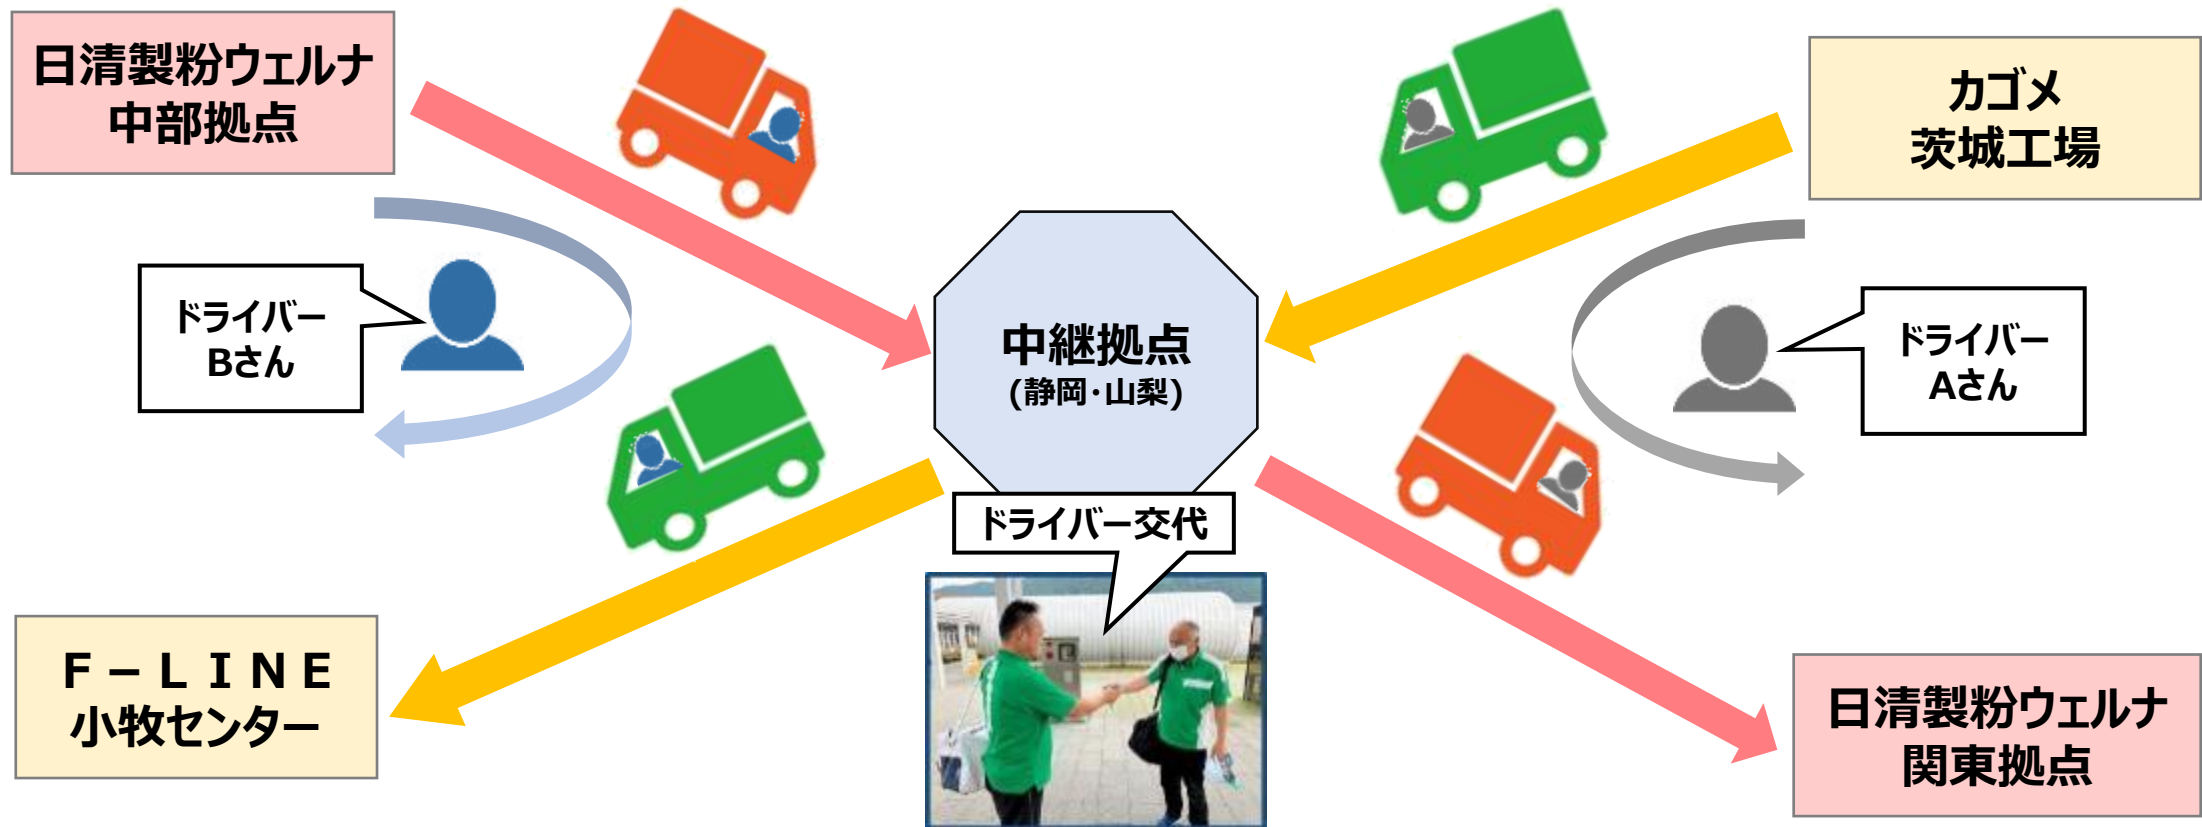 日清製粉ウェルナ
中部拠点
カゴメ
茨城工場
ドライバー
Bさん
中継拠点
(静岡・山梨)
ドライバー
Aさん
ドライバー交代
Ｆ－ＬＩＮＥ
小牧センター
日清製粉ウェルナ
関東拠点